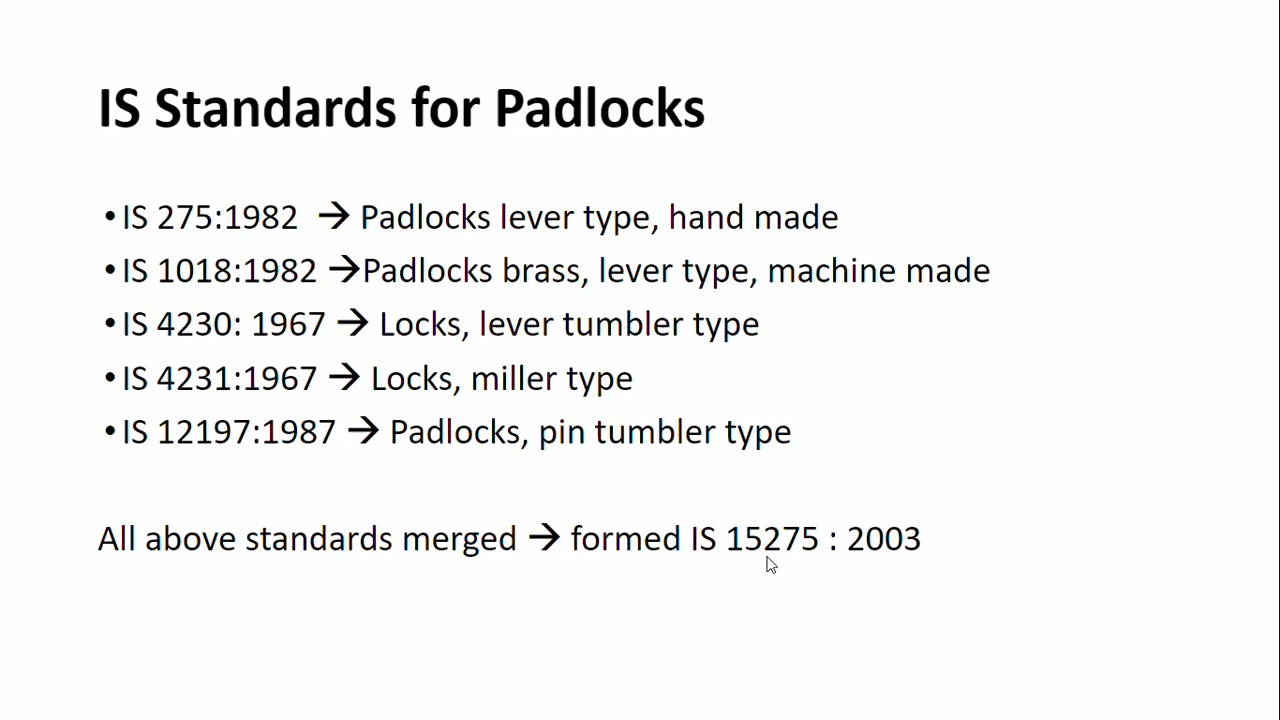 IS Standards for Padlocks
•IS 275:1982 → Padlocks lever type, hand made
•IS 1018:1982 →Padlocks brass, lever type, machine made
•IS 4230: 1967 → Locks, lever tumbler type
•IS 4231:1967 → Locks, miller type
•IS 12197:1987 → Padlocks, pin tumbler type
All above standards merged → formed IS 15275 : 2003